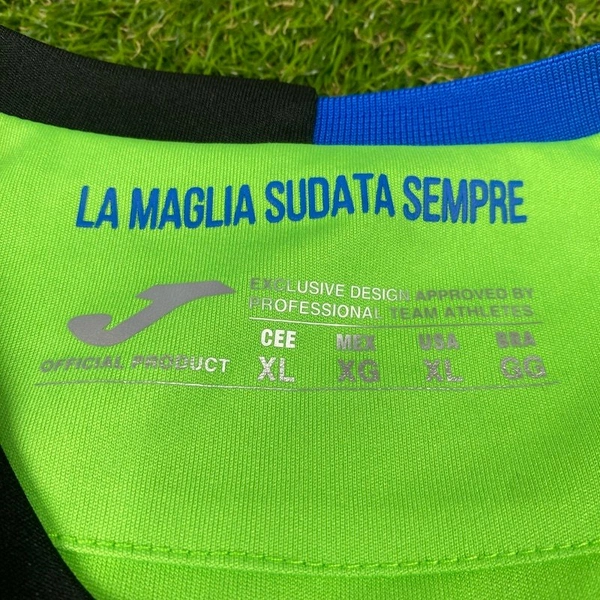 LA MAGLIA SUDATA SEMPRE
EXCLUSIVE DESIGN APPROVED BY
PROFESSIONAL TEAM ATHLETES
OFFICIAL PRODUCT
CEE MEX USA BRA
XL XG XL GG